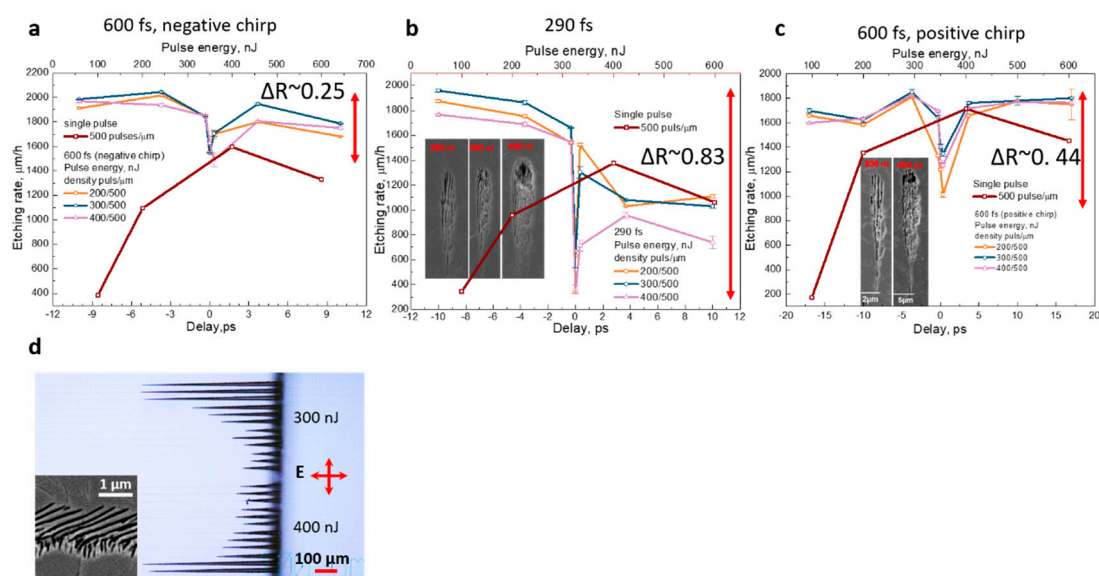 a
600 fs, negative chirp
Pulse energy, nJ
0 100 200 300 400 500 600 700
2200
2000
1800
1600
1400
1200
1000
800
600
400
Etching rate, µm/h
ΔR~0.25
single pulse
500 pulses/µm
600 fs (negative chirp)
Pulse energy, nJ
density puls/µm
200/500
300/500
400/500
-12 -9 -6 -3 0 3 6 9 12
Delay,ps
b
290 fs
Pulse energy, nJ
0 100 200 300 400 500 600 700
2000
1800
1600
1400
1200
1000
800
600
400
200
Etching rate, µm/h
single pulse
500 puls/µm
ΔR~0.83
290 fs
Pulse energy, nJ
density puls/µm
200/500
300/500
400/500
-12 -10 -8 -6 -4 -2 0 2 4 6 8 10 12
Delay,ps
c
600 fs, positive chirp
Pulse energy, nJ
100 200 300 400 500 600
2000
1800
1600
1400
1200
1000
800
600
400
200
Etching rate, µm/h
ΔR~0. 44
Single pulse
500 puls/µm
600 fs (positive chirp)
Pulse energy, nJ
density puls/µm
200/500
300/500
400/500
2µm
5µm
-20 -15 -10 -5 0 5 10 15 20
Delay,ps
d
300 nJ
E
400 nJ
100 µm
1 µm